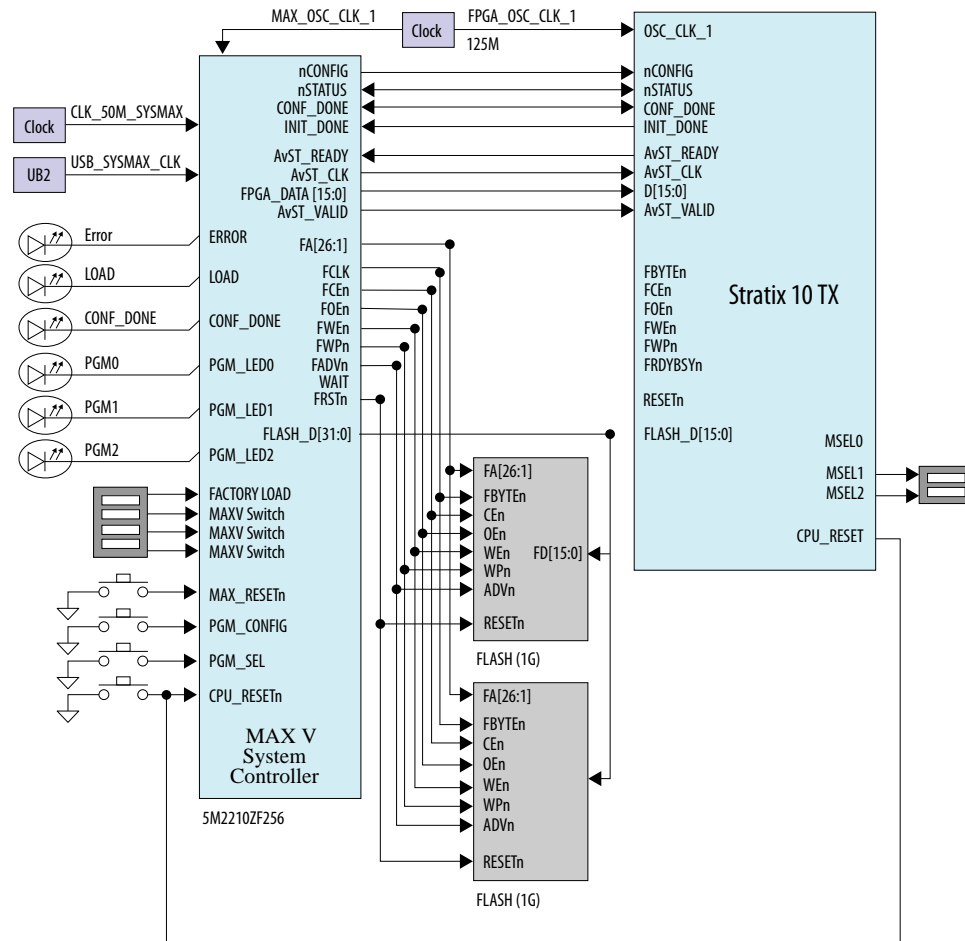 MAX_OSC_CLK_1
Clock
FPGA_OSC_CLK_1
125M
CLK_50M_SYSMAX
Clock
USB_SYSMAX_CLK
UB2
Error
LOAD
CONF_DONE
PGM0
PGM1
PGM2
ERROR
LOAD
CONF_DONE
PGM_LED0
PGM_LED1
PGM_LED2
FACTORY LOAD
MAXV Switch
MAXV Switch
MAXV Switch
MAX_RESETn
PGM_CONFIG
PGM_SEL
CPU_RESETn
MAX V
System
Controller
5M2210ZF256
nCONFIG
nSTATUS
CONF_DONE
INIT_DONE
AvST_READY
AvST_CLK
FPGA_DATA [15:0]
AvST_VALID
FA[26:1]
FCLK
FCEn
FOEn
FWEn
FWPn
FADVn
WAIT
FRSTn
FLASH_D[31:0]
FA[26:1]
FBYTEn
CEn
OEn
WEn
FD[15:0]
WPn
ADVn
RESETn
FLASH (1G)
FA[26:1]
FBYTEn
CEn
OEn
WEn
WPn
ADVn
RESETn
FLASH (1G)
OSC_CLK_1
nCONFIG
nSTATUS
CONF_DONE
INIT_DONE
AvST_READY
AvST_CLK
D[15:0]
AvST_VALID
FBYTEn
FCEn
FOEn
FWEn
FWPn
FRDYBSYn
RESETn
FLASH_D[15:0]
Stratix 10 TX
MSEL0
MSEL1
MSEL2
CPU_RESET